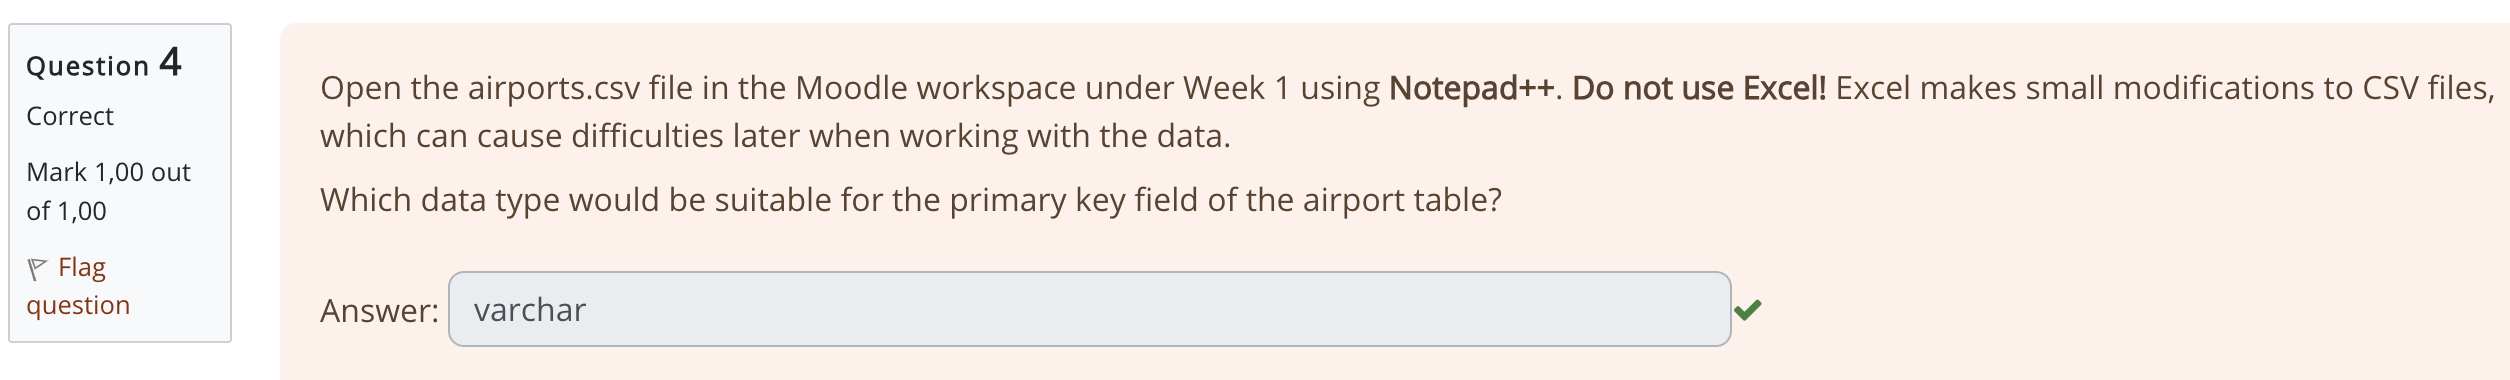 Question 4
Correct
Mark 1,00 out
of 1,00
Flag
question
Open the airports.csv file in the Moodle workspace under Week 1 using Notepad++. Do not use Excel! Excel makes small modifications to CSV files,
which can cause difficulties later when working with the data.
Which data type would be suitable for the primary key field of the airport table?
Answer: varchar